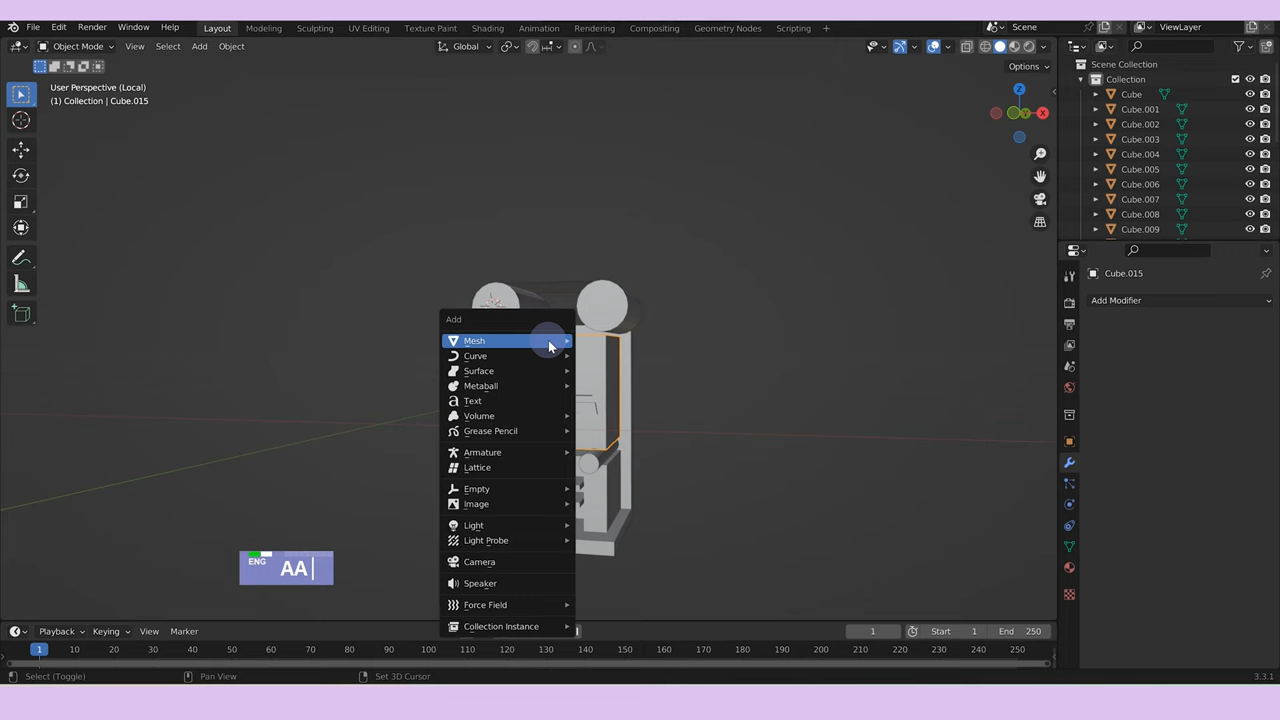 File Edit Render Window Help Layout Modeling Sculpting UV Editing Texture Paint Shading Animation Rendering Compositing Geometry Nodes Scripting + Scene ViewLayer
Object Mode View Select Add Object Global
Options
User Perspective (Local)
(1) Collection | Cube.015
Z
Y
X
Add
Mesh
Curve
Surface
Metaball
Text
Volume
Grease Pencil
Armature
Lattice
Empty
Image
Light
Light Probe
Camera
Speaker
Force Field
Collection Instance
ENG
AA
Scene Collection
Collection
Cube
Cube.001
Cube.002
Cube.003
Cube.004
Cube.005
Cube.006
Cube.007
Cube.008
Cube.009
Cube.015
Add Modifier
Playback Keying View Marker 1 Start 1 End 250
1 10 20 30 40 50 60 70 80 90 100 110 120 130 140 150 160 170 180 190 200 210 220 230 240 250
Select (Toggle) Pan View Set 3D Cursor 3.3.1